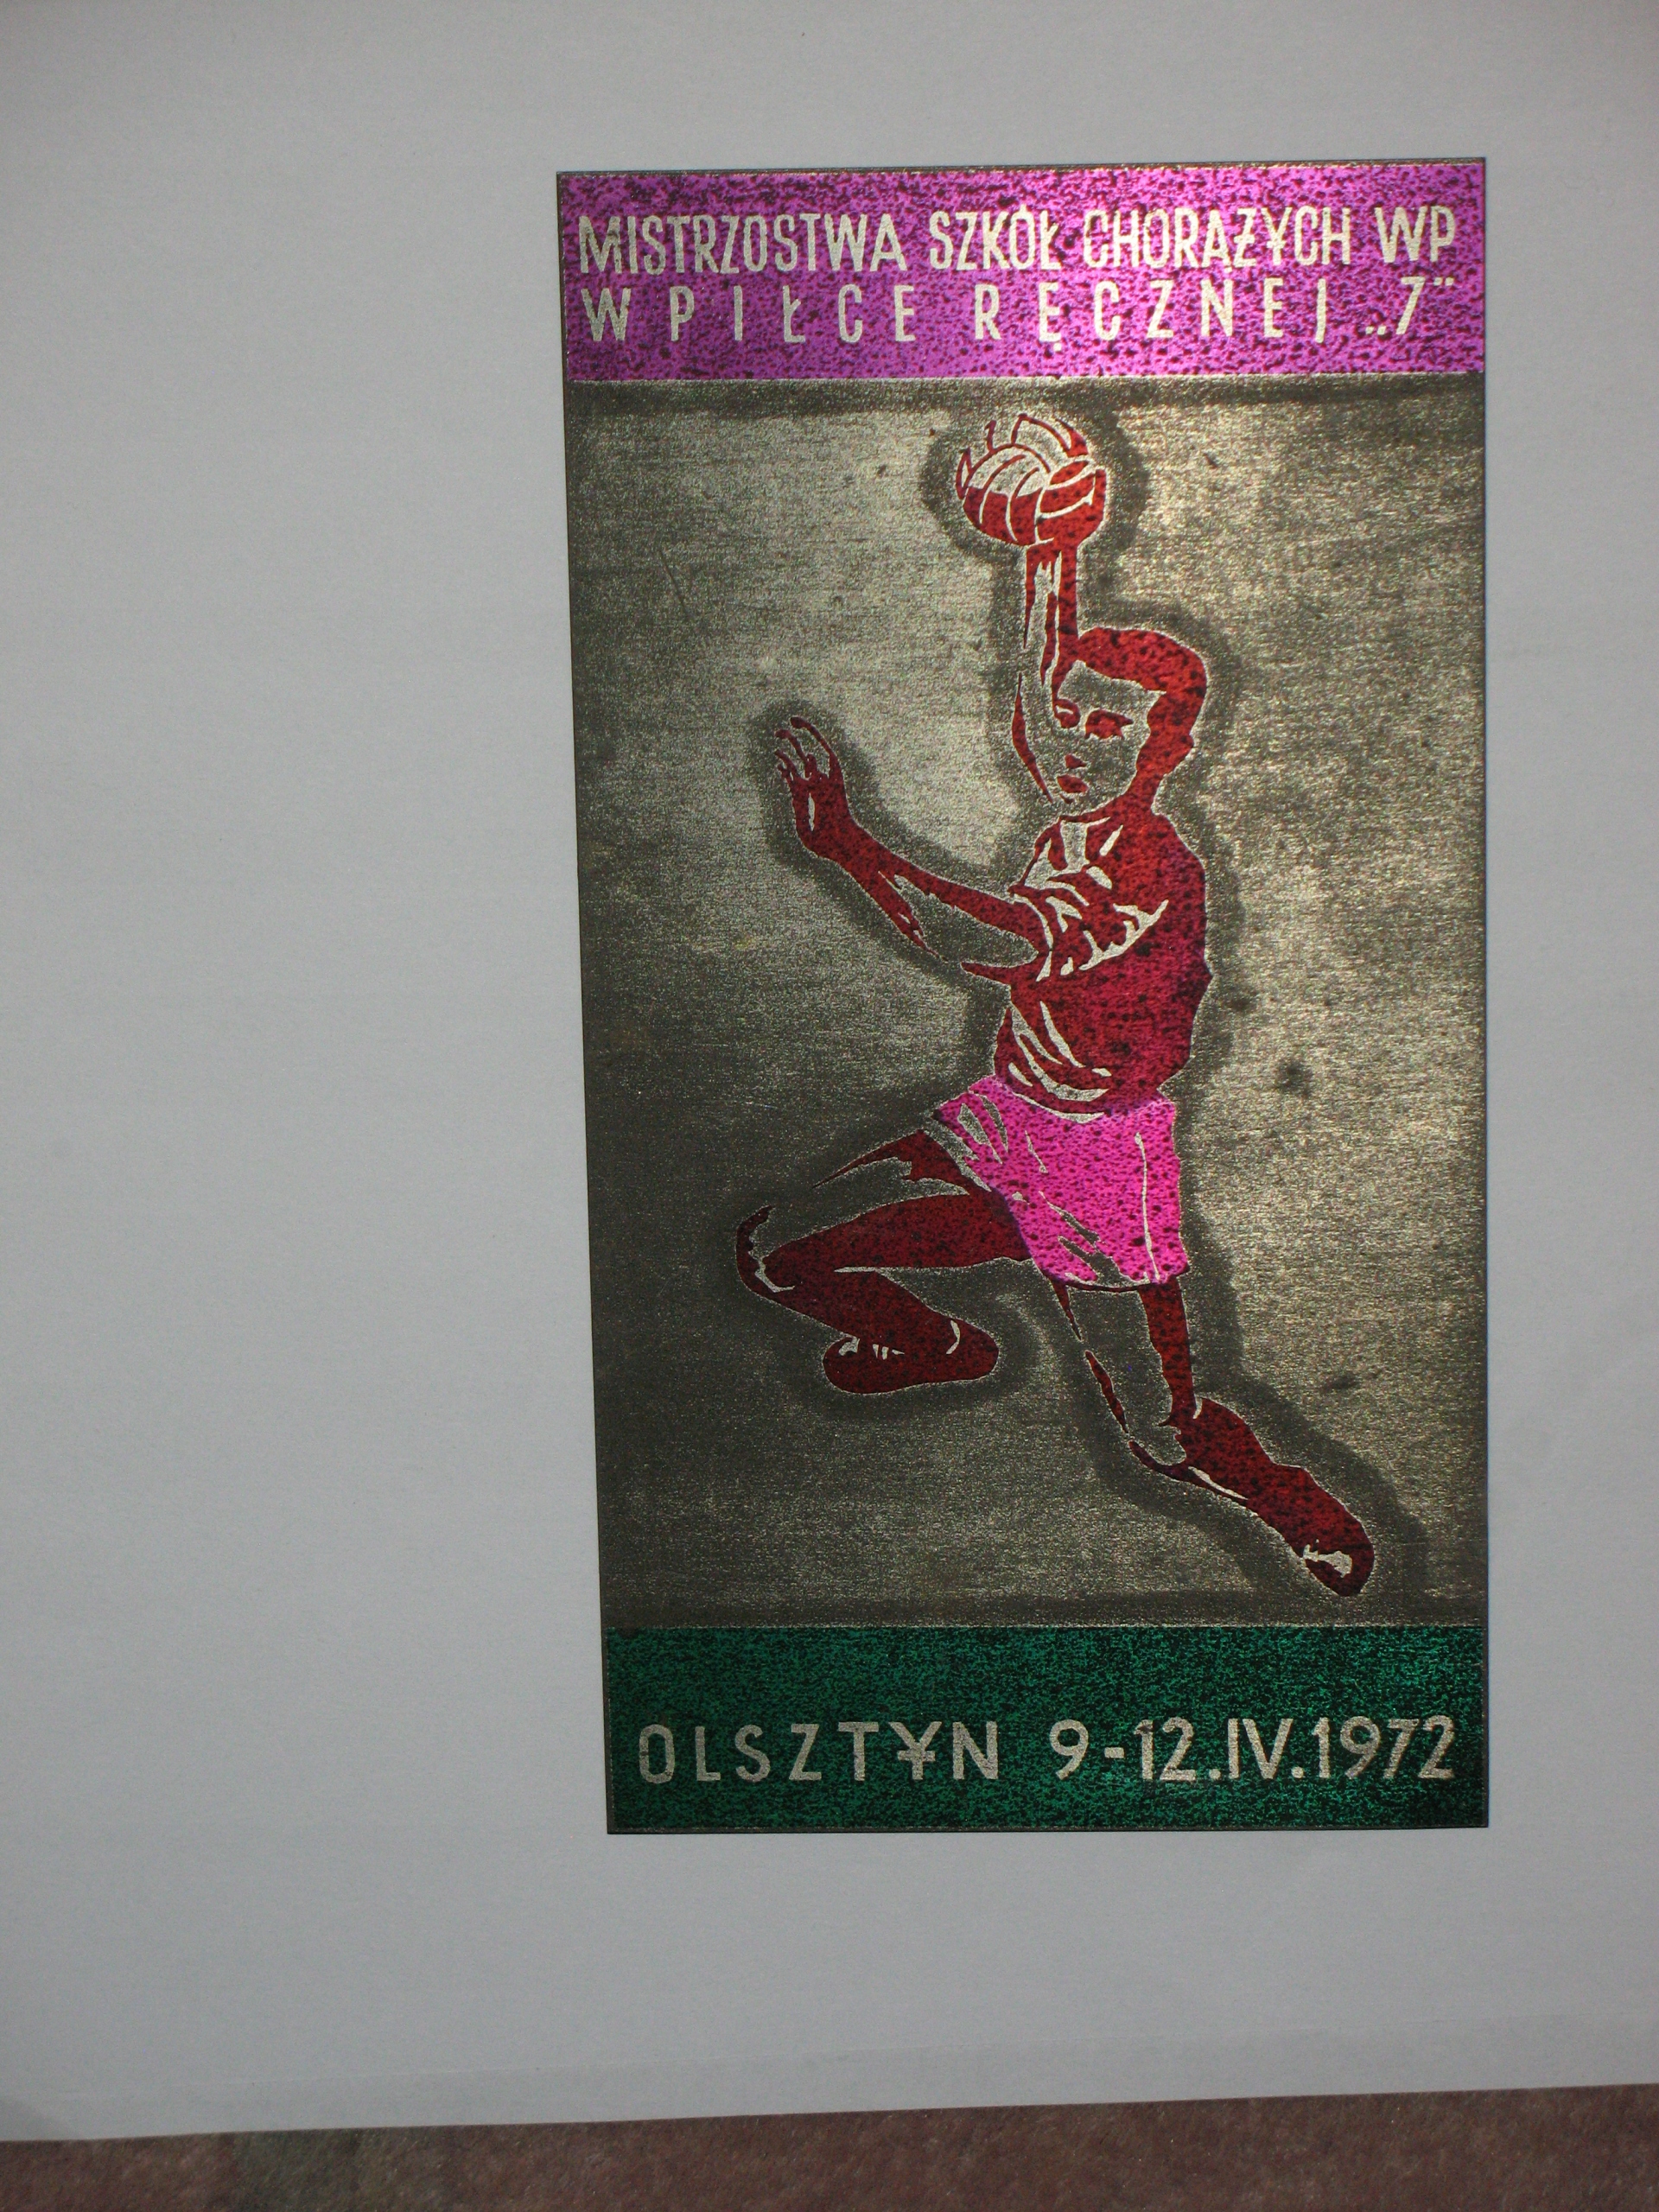 MISTRZOSTWA SZKÓŁ CHORĄŻYCH WP
W PIŁCE RĘCZNEJ „7”
OLSZTYN 9-12.IV.1972